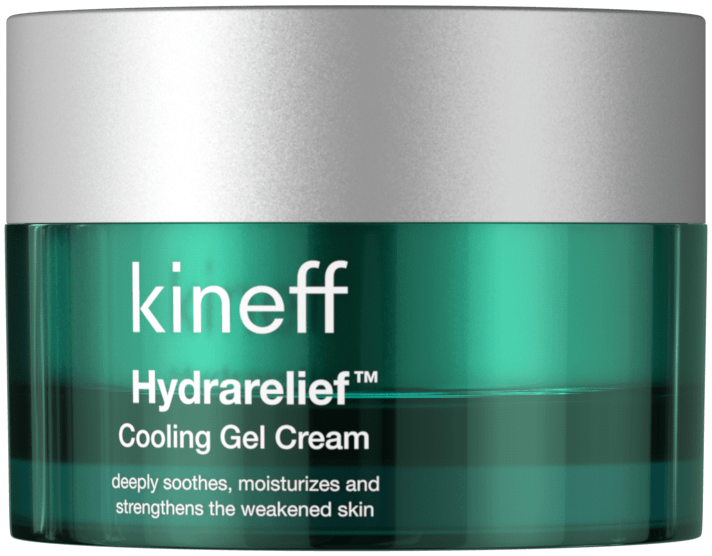 kineff
Hydrarelief™
Cooling Gel Cream
deeply soothes, moisturizes and
strengthens the weakened skin